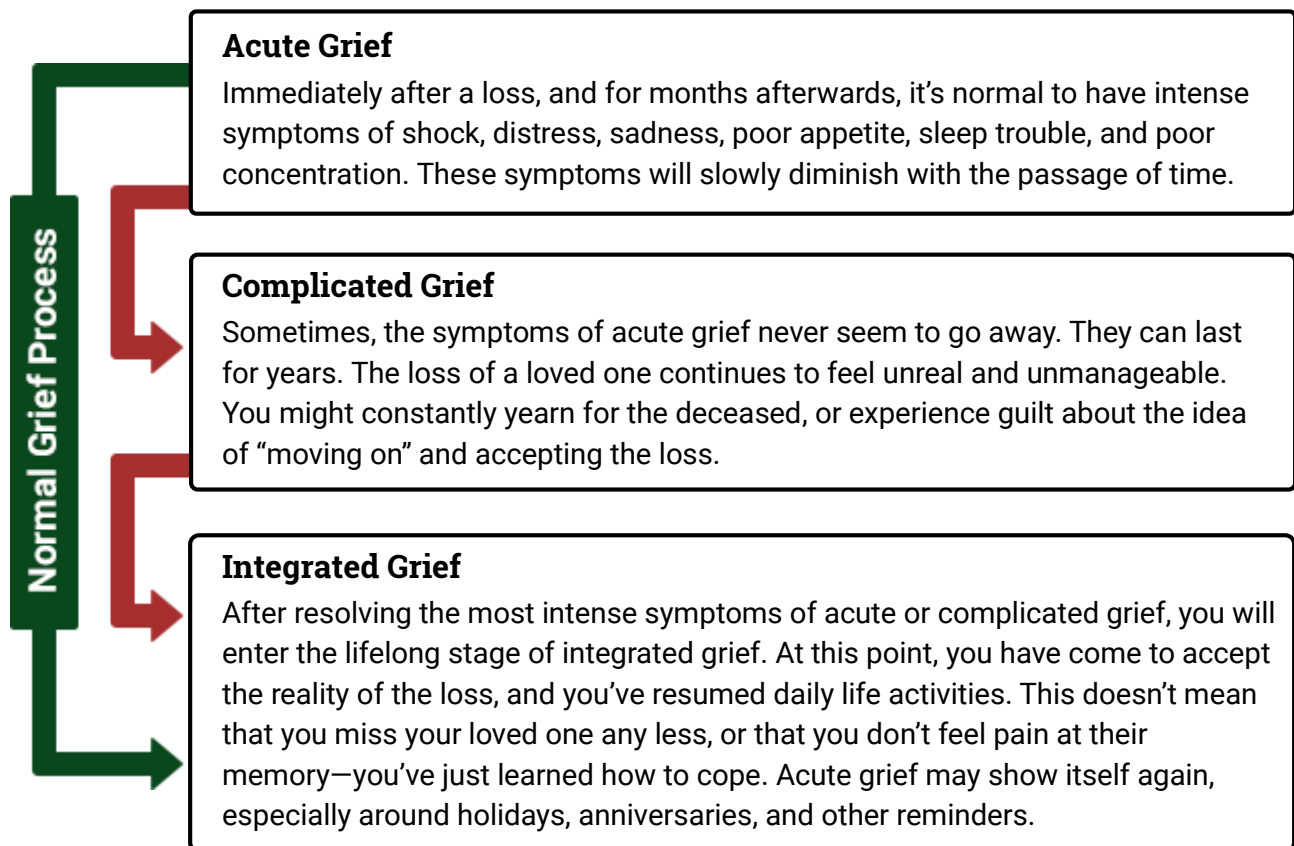 Normal Grief Process
Acute Grief
Immediately after a loss, and for months afterwards, it’s normal to have intense
symptoms of shock, distress, sadness, poor appetite, sleep trouble, and poor
concentration. These symptoms will slowly diminish with the passage of time.
Complicated Grief
Sometimes, the symptoms of acute grief never seem to go away. They can last
for years. The loss of a loved one continues to feel unreal and unmanageable.
You might constantly yearn for the deceased, or experience guilt about the idea
of “moving on” and accepting the loss.
Integrated Grief
After resolving the most intense symptoms of acute or complicated grief, you will
enter the lifelong stage of integrated grief. At this point, you have come to accept
the reality of the loss, and you’ve resumed daily life activities. This doesn’t mean
that you miss your loved one any less, or that you don’t feel pain at their
memory—you’ve just learned how to cope. Acute grief may show itself again,
especially around holidays, anniversaries, and other reminders.